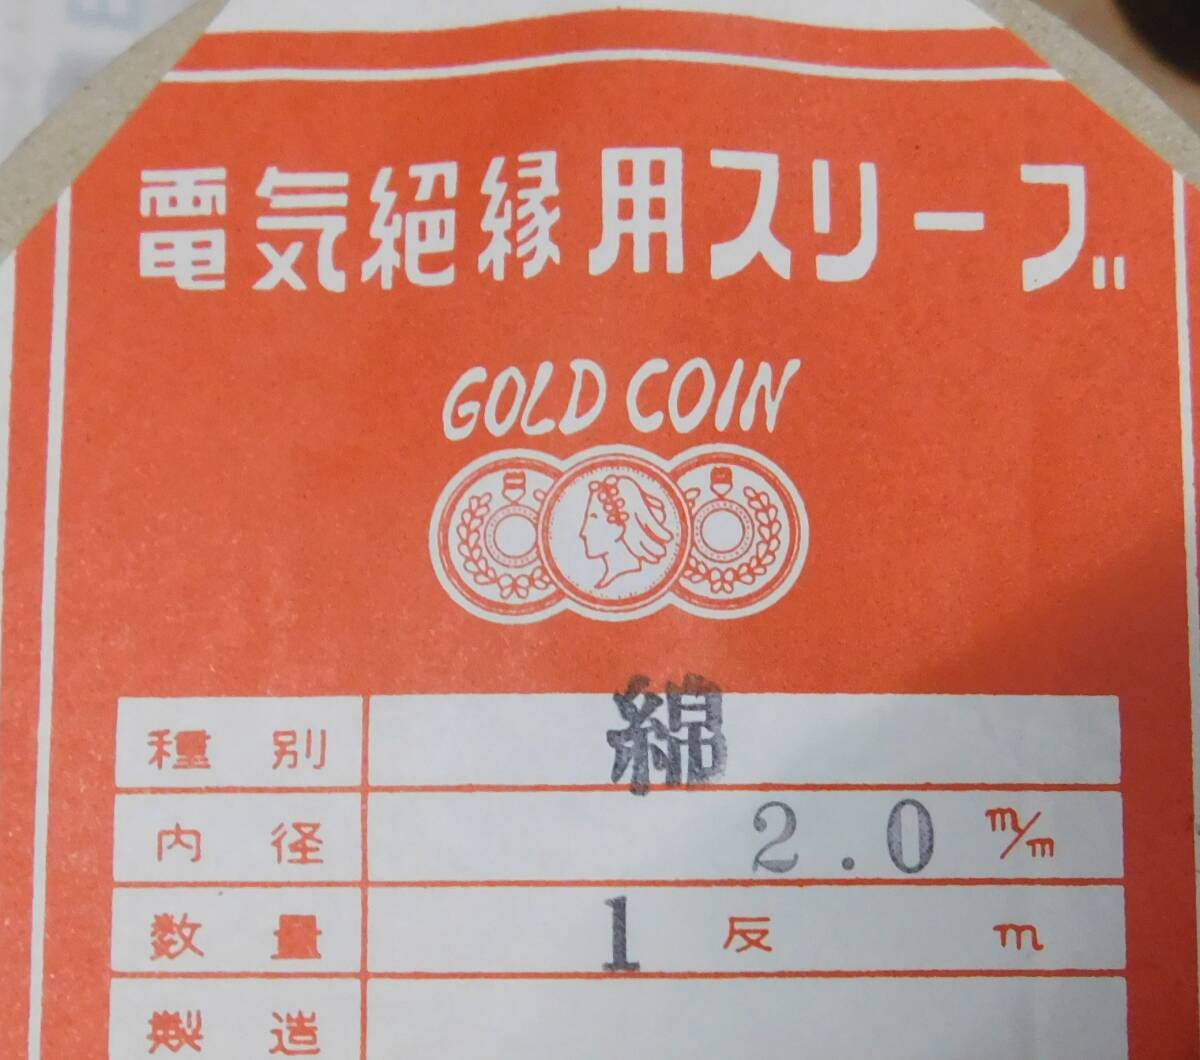 電気絕縁用スリーブ
GOLD COIN
種別 綿
内径 2.0 m/m
数量 1 反 m
製造